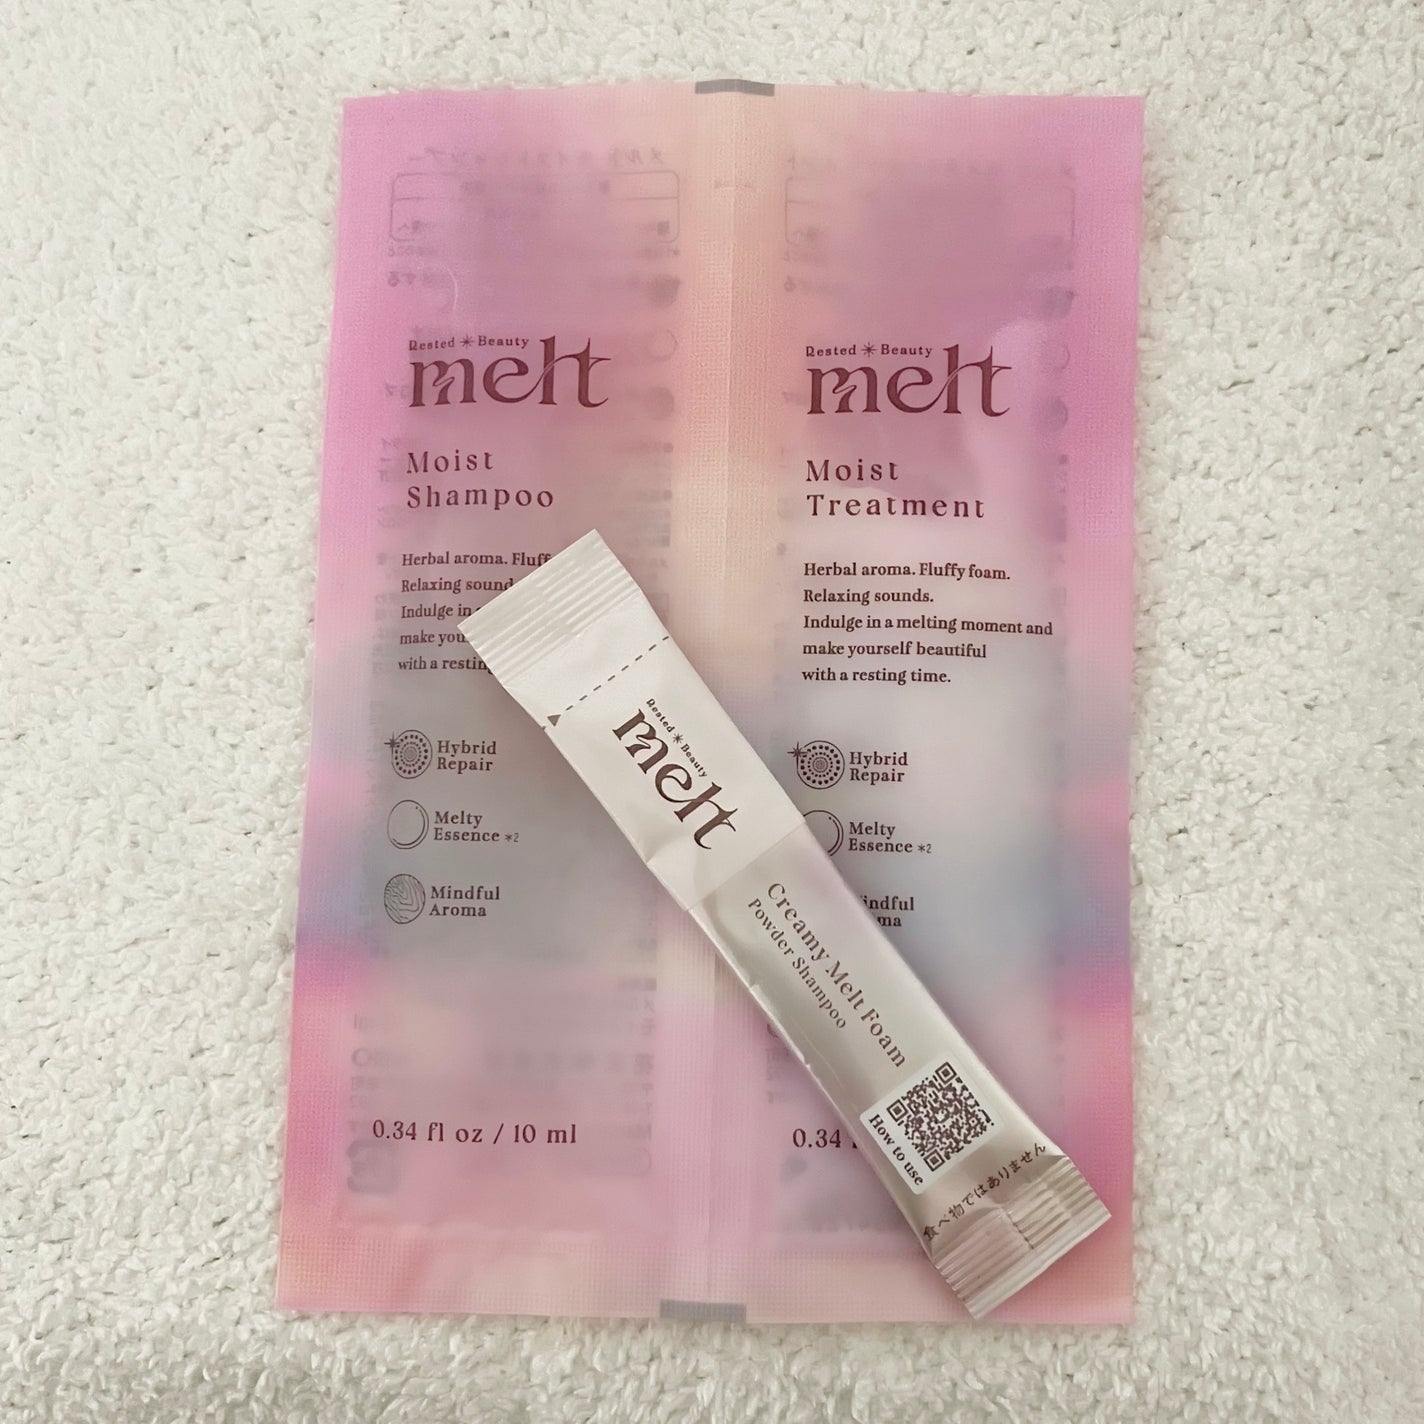 Rested * Beauty
melt
Moist
Shampoo
Herbal aroma. Fluff
Relaxing sound
Indulge in
make you
with a restin
Hybrid
Repair
Melty
Essence *2
Mindful
Aroma
0.34 fl oz / 10 ml
Rested * Beauty
melt
Moist
Treatment
Herbal aroma. Fluffy foam.
Relaxing sounds.
Indulge in a melting moment and
make yourself beautiful
with a resting time.
Hybrid
Repair
Melty
Essence *2
indful
ma
0.34
Rested * Beauty
melt
Creamy Melt Foam
Powder Shampoo
How to use
食べ物ではありません